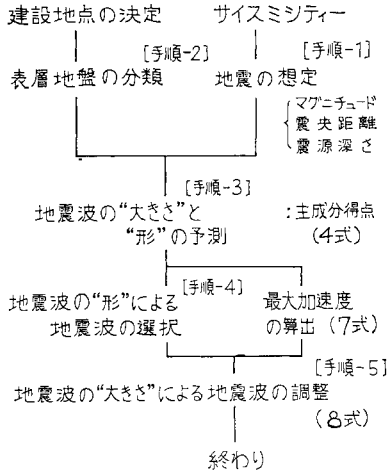 建設地点の決定 サイスミシティー
[手順-2] [手順-1]
表層地盤の分類 地震の想定
マグニチュード
震央距離
震源深さ
[手順-3]
地震波の“大きさ”と :主成分得点
“形”の予測 (4式)
[手順-4]
地震波の“形”による 最大加速度
地震波の選択 の算出(7式)
[手順-5]
地震波の“大きさ”による地震波の調整
(8式)
終わり